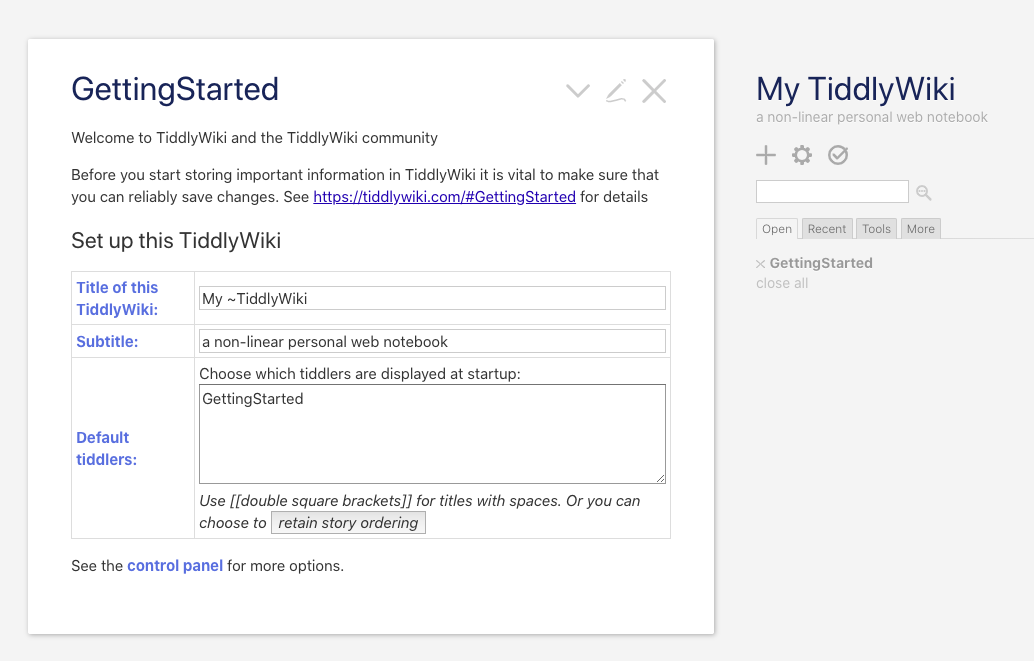 GettingStarted
Welcome to TiddlyWiki and the TiddlyWiki community
Before you start storing important information in TiddlyWiki it is vital to make sure that
you can reliably save changes. See https://tiddlywiki.com/#GettingStarted for details
Set up this TiddlyWiki
Title of this
TiddlyWiki:
My ~TiddlyWiki
Subtitle:
a non-linear personal web notebook
Default
tiddlers:
Choose which tiddlers are displayed at startup:
GettingStarted
Use [[double square brackets]] for titles with spaces. Or you can
choose to retain story ordering
See the control panel for more options.
My TiddlyWiki
a non-linear personal web notebook
Open Recent Tools More
GettingStarted
close all